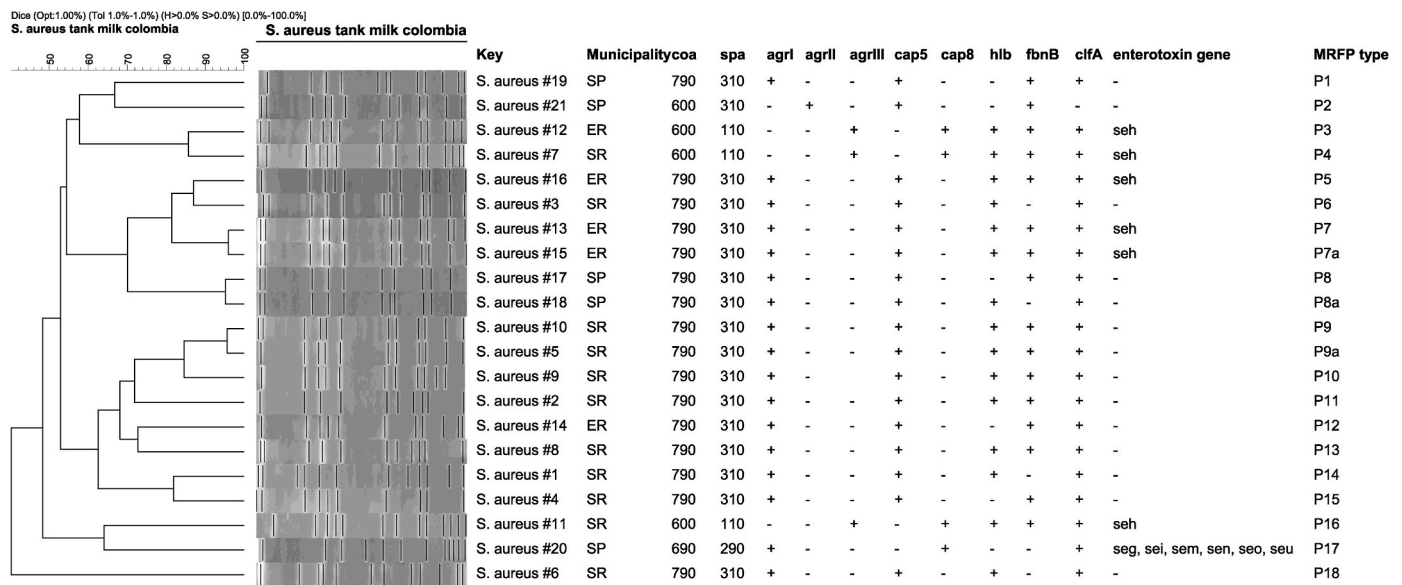 Dice (Opt:1.00%) (Tol 1.0%-1.0%) (H>0.0% S>0.0%) [0.0%-100.0%]
S. aureus tank milk colombia S. aureus tank milk colombia
50 60 70 80 90 100
Key Municipality coa spa agrI agrII agrIII cap5 cap8 hlb fbnB clfA enterotoxin gene MRFP type
S. aureus #19 SP 790 310 + - - + - - + + - P1
S. aureus #21 SP 600 310 - + - + - - + - - P2
S. aureus #12 ER 600 110 - - + - + + + + seh P3
S. aureus #7 SR 600 110 - - + - + + + + seh P4
S. aureus #16 ER 790 310 + - - + - + + + seh P5
S. aureus #3 SR 790 310 + - - + - + - + - P6
S. aureus #13 ER 790 310 + - - + - + + + seh P7
S. aureus #15 ER 790 310 + - - + - + + + seh P7a
S. aureus #17 SP 790 310 + - - + - - + + - P8
S. aureus #18 SP 790 310 + - - + - + - + - P8a
S. aureus #10 SR 790 310 + - - + - + + + - P9
S. aureus #5 SR 790 310 + - - + - + + + - P9a
S. aureus #9 SR 790 310 + - - + - + + + - P10
S. aureus #2 SR 790 310 + - - + - + + + - P11
S. aureus #14 ER 790 310 + - - + - - + + - P12
S. aureus #8 SR 790 310 + - - + - + + + - P13
S. aureus #1 SR 790 310 + - - + - + - + - P14
S. aureus #4 SR 790 310 + - - + - - + + - P15
S. aureus #11 SR 600 110 - - + - + + + + seh P16
S. aureus #20 SP 690 290 + - - - + - - + seg, sei, sem, sen, seo, seu P17
S. aureus #6 SR 790 310 + - - + - + - + - P18